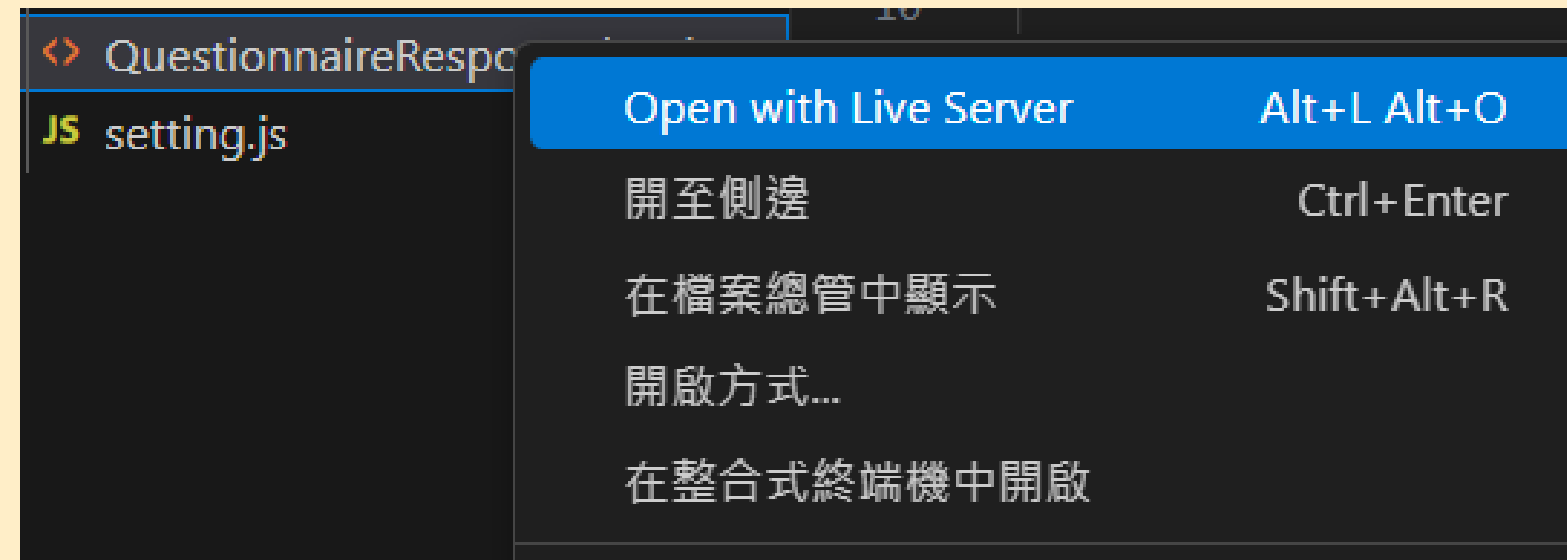 QuestionnaireRespo
JS setting.js
Open with Live Server Alt+L Alt+O
開至側邊 Ctrl+Enter
在檔案總管中顯示 Shift+Alt+R
開啟方式...
在整合式終端機中開啟